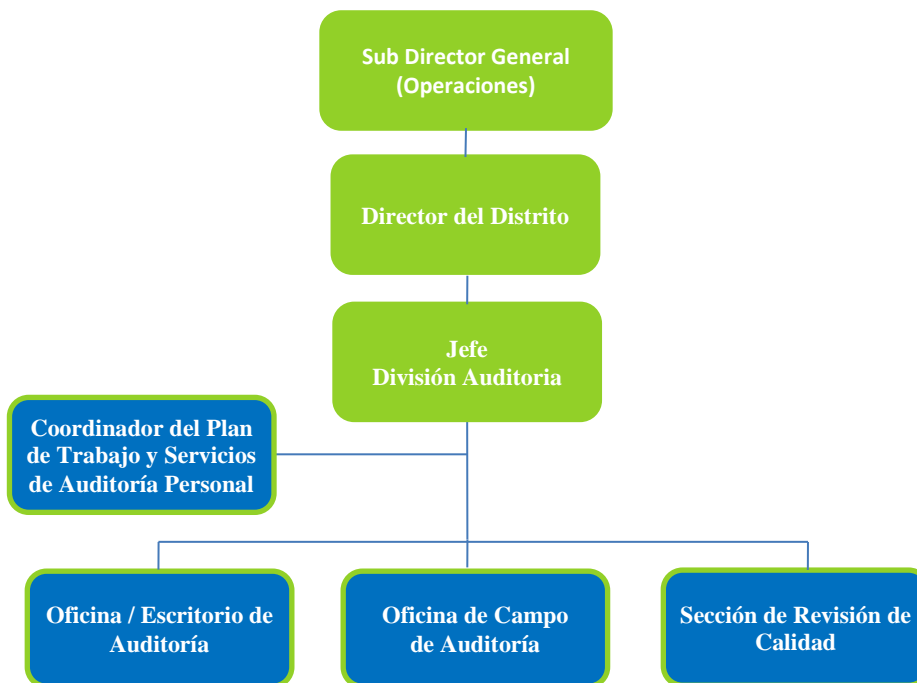 Sub Director General
(Operaciones)
Director del Distrito
Jefe
División Auditoria
Coordinador del Plan
de Trabajo y Servicios
de Auditoría Personal
Oficina / Escritorio de
Auditoría
Oficina de Campo
de Auditoría
Sección de Revisión de
Calidad